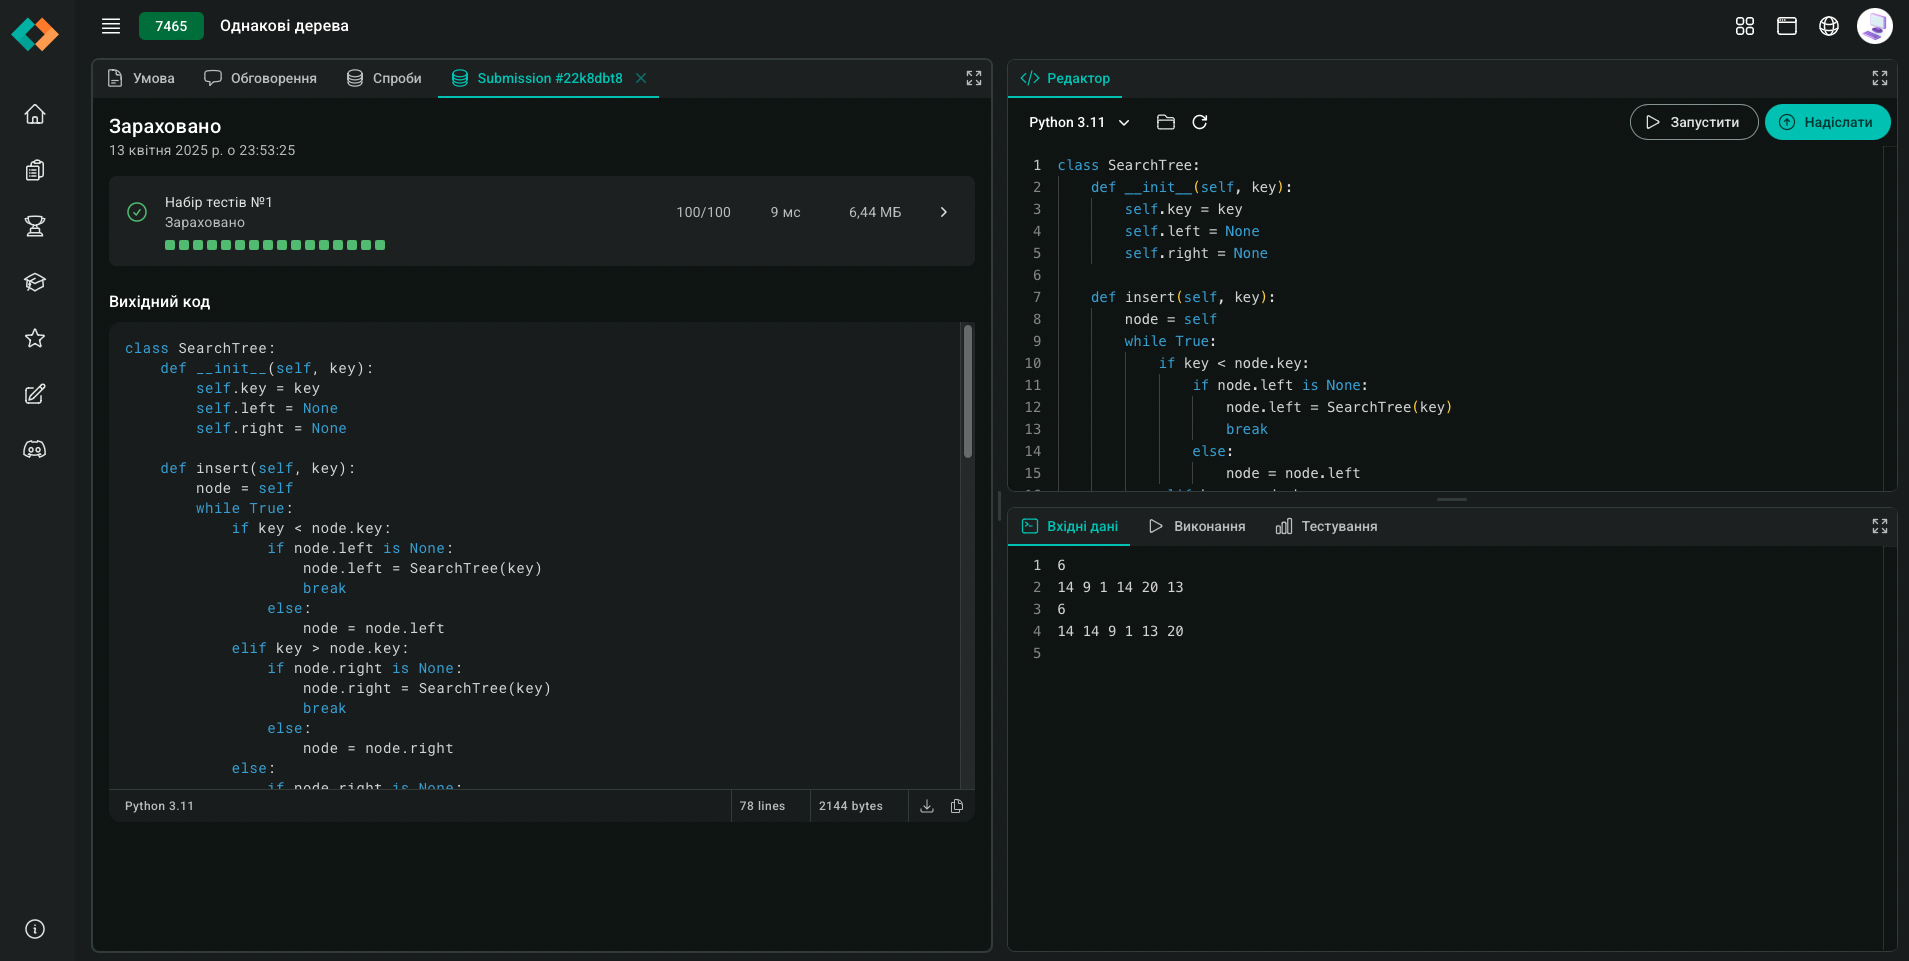 7465 Однакові дерева
Умова Обговорення Спроби Submission #22k8dbt8
Зараховано
13 квітня 2025 р. о 23:53:25
Набір тестів №1
Зараховано
100/100 9 мс 6,44 МБ
Вихідний код
class SearchTree:
    def __init__(self, key):
        self.key = key
        self.left = None
        self.right = None
    def insert(self, key):
        node = self
        while True:
            if key < node.key:
                if node.left is None:
                    node.left = SearchTree(key)
                    break
                else:
                    node = node.left
            elif key > node.key:
                if node.right is None:
                    node.right = SearchTree(key)
                    break
                else:
                    node = node.right
            else:
                if node.right is None:
Python 3.11 78 lines 2144 bytes
Редактор
Python 3.11 Запустити Надіслати
1 class SearchTree:
2     def __init__(self, key):
3         self.key = key
4         self.left = None
5         self.right = None
6
7     def insert(self, key):
8         node = self
9         while True:
10             if key < node.key:
11                 if node.left is None:
12                     node.left = SearchTree(key)
13                     break
14                 else:
15                     node = node.left
Вхідні дані Виконання Тестування
1 6
2 14 9 1 14 20 13
3 6
4 14 14 9 1 13 20
5